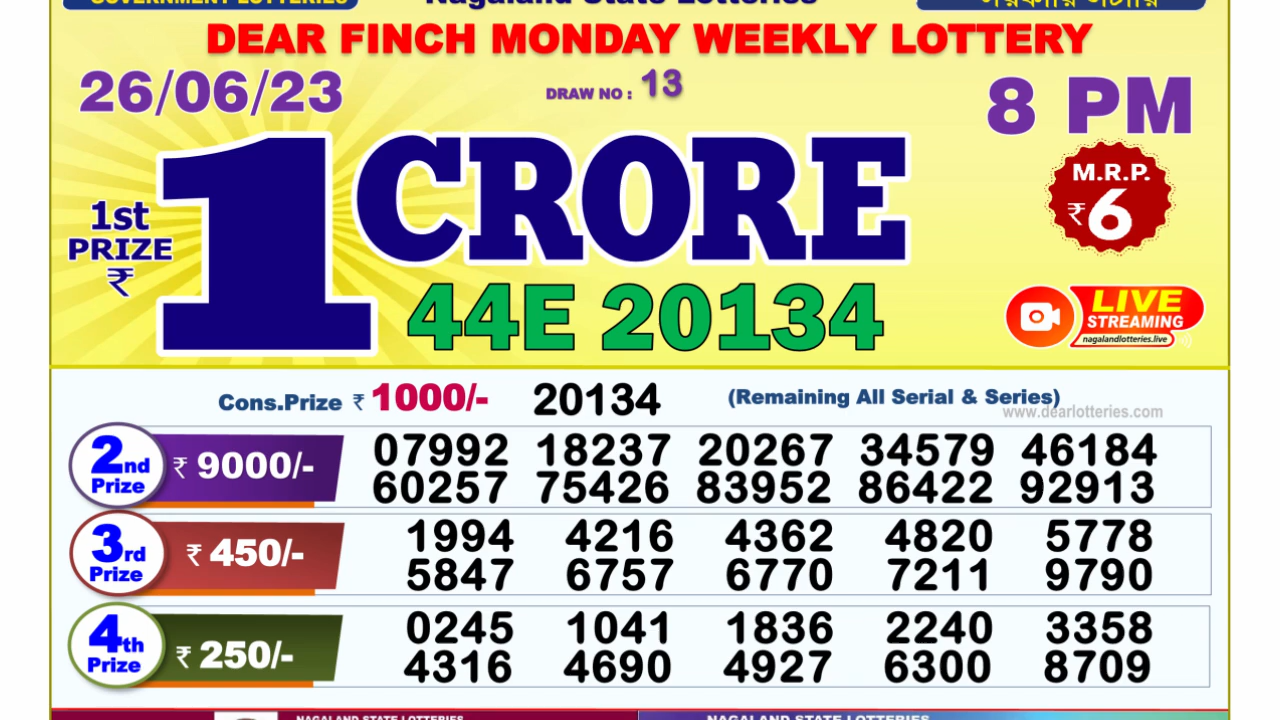 GOVERNMENT LOTTERIES
Nagaland State Lotteries
DEAR FINCH MONDAY WEEKLY LOTTERY
26/06/23
DRAW NO : 13
8 PM
1st
PRIZE
₹
1 CRORE
44E 20134
M.R.P.
₹ 6
LIVE
STREAMING
nagalandlotteries.live
Cons.Prize ₹ 1000/- 20134 (Remaining All Serial & Series)
www.dearlotteries.com
2nd
Prize
₹ 9000/-
07992 18237 20267 34579 46184
60257 75426 83952 86422 92913
3rd
Prize
₹ 450/-
1994 4216 4362 4820 5778
5847 6757 6770 7211 9790
4th
Prize
₹ 250/-
0245 1041 1836 2240 3358
4316 4690 4927 6300 8709
NAGALAND STATE LOTTERIES
NAGALAND STATE LOTTERIES